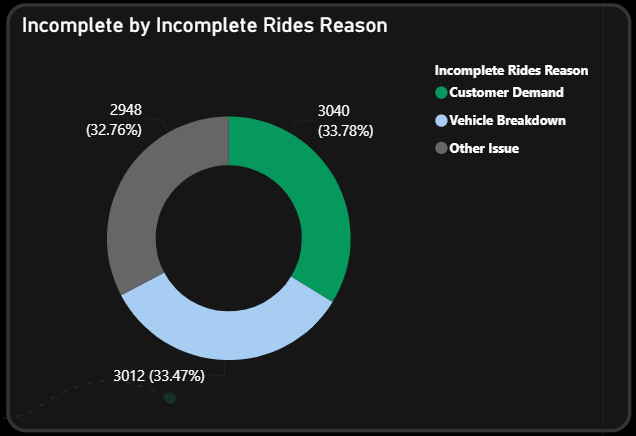 Incomplete by Incomplete Rides Reason
Incomplete Rides Reason
Customer Demand
Vehicle Breakdown
Other Issue
2948
(32.76%)
3040
(33.78%)
3012 (33.47%)